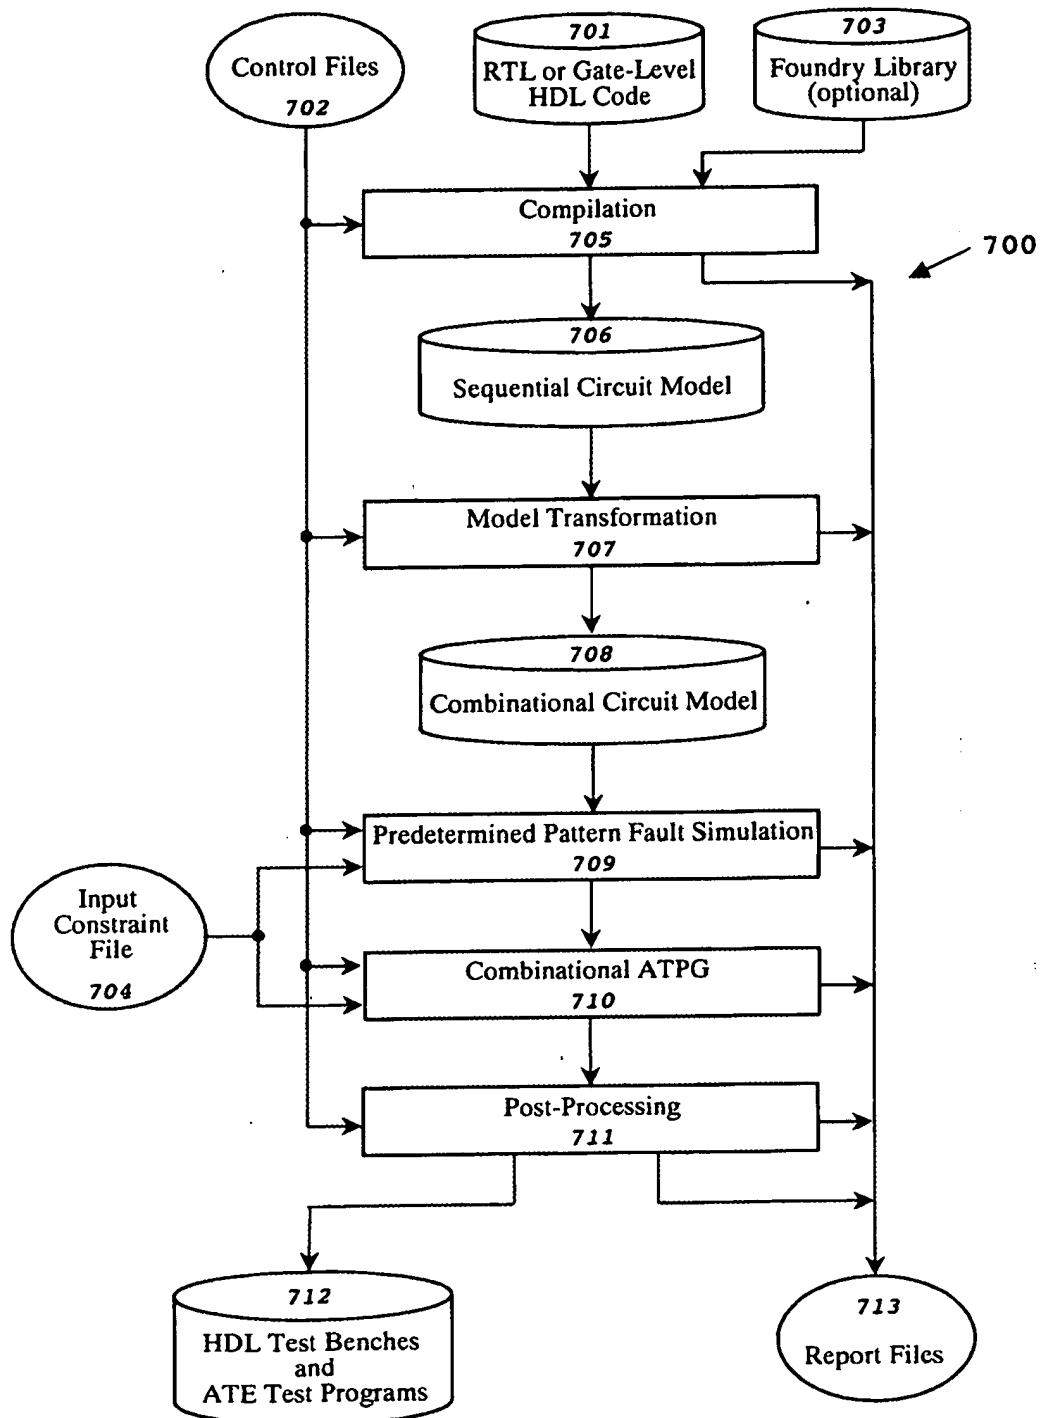 Control Files
702
701
RTL or Gate-Level
HDL Code
703
Foundry Library
(optional)
Compilation
705
700
706
Sequential Circuit Model
Model Transformation
707
708
Combinational Circuit Model
Predetermined Pattern Fault Simulation
709
Input
Constraint
File
704
Combinational ATPG
710
Post-Processing
711
712
HDL Test Benches
and
ATE Test Programs
713
Report Files